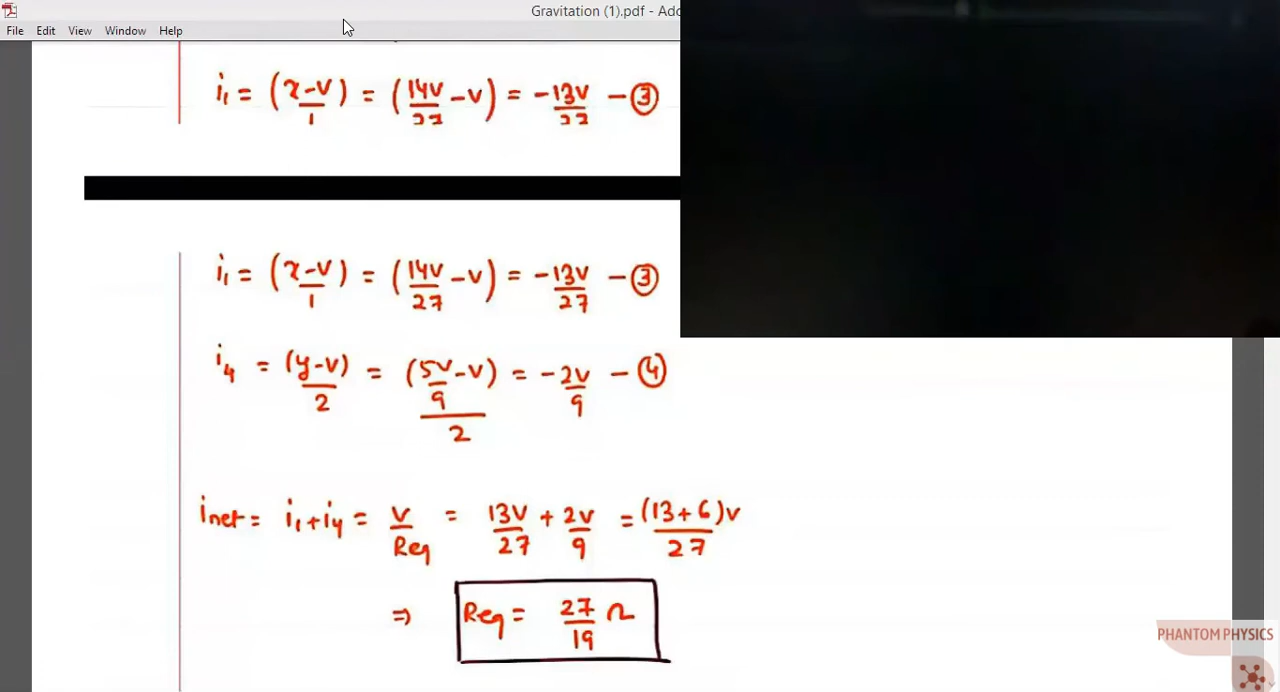 Gravitation (1).pdf - Ado
File Edit View Window Help
i₁ = (x-v)/1 = (14v/27 - v) = -13v/27 - ③
i₁ = (x-v)/1 = (14v/27 - v) = -13v/27 - ③
i₄ = (y-v)/2 = (5v/9 - v)/2 = -2v/9 - ④
inet = i₁+i₄ = v/Req = 13v/27 + 2v/9 = (13+6)v/27
⇒ Req = 27/19 Ω
PHANTOM PHYSICS